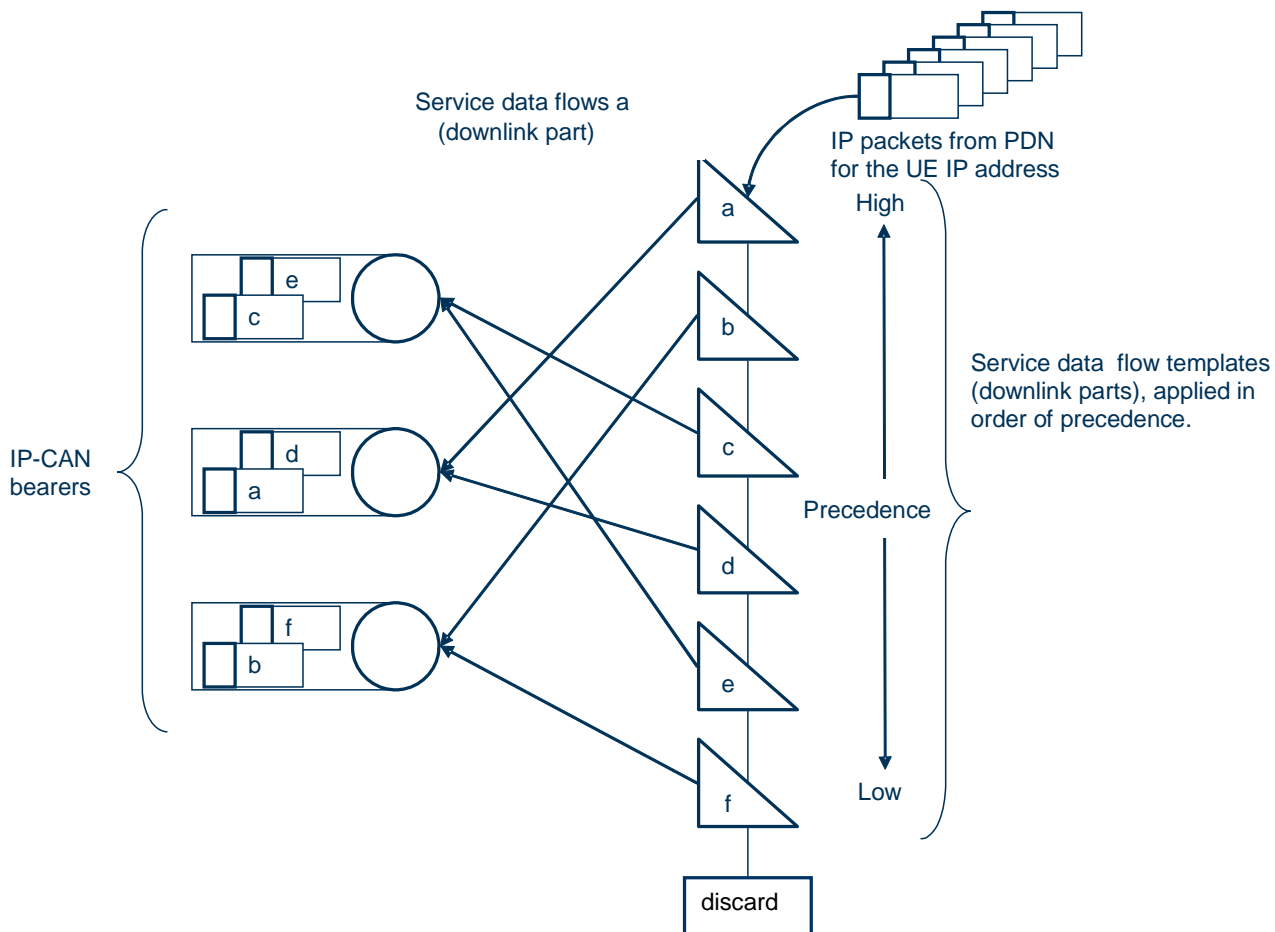 Service data flows a
(downlink part)
IP packets from PDN
for the UE IP address
a
High
e
c
b
Service data flow templates
(downlink parts), applied in
order of precedence.
c
IP-CAN
bearers
d
a
Precedence
d
f
b
e
Low
f
discard